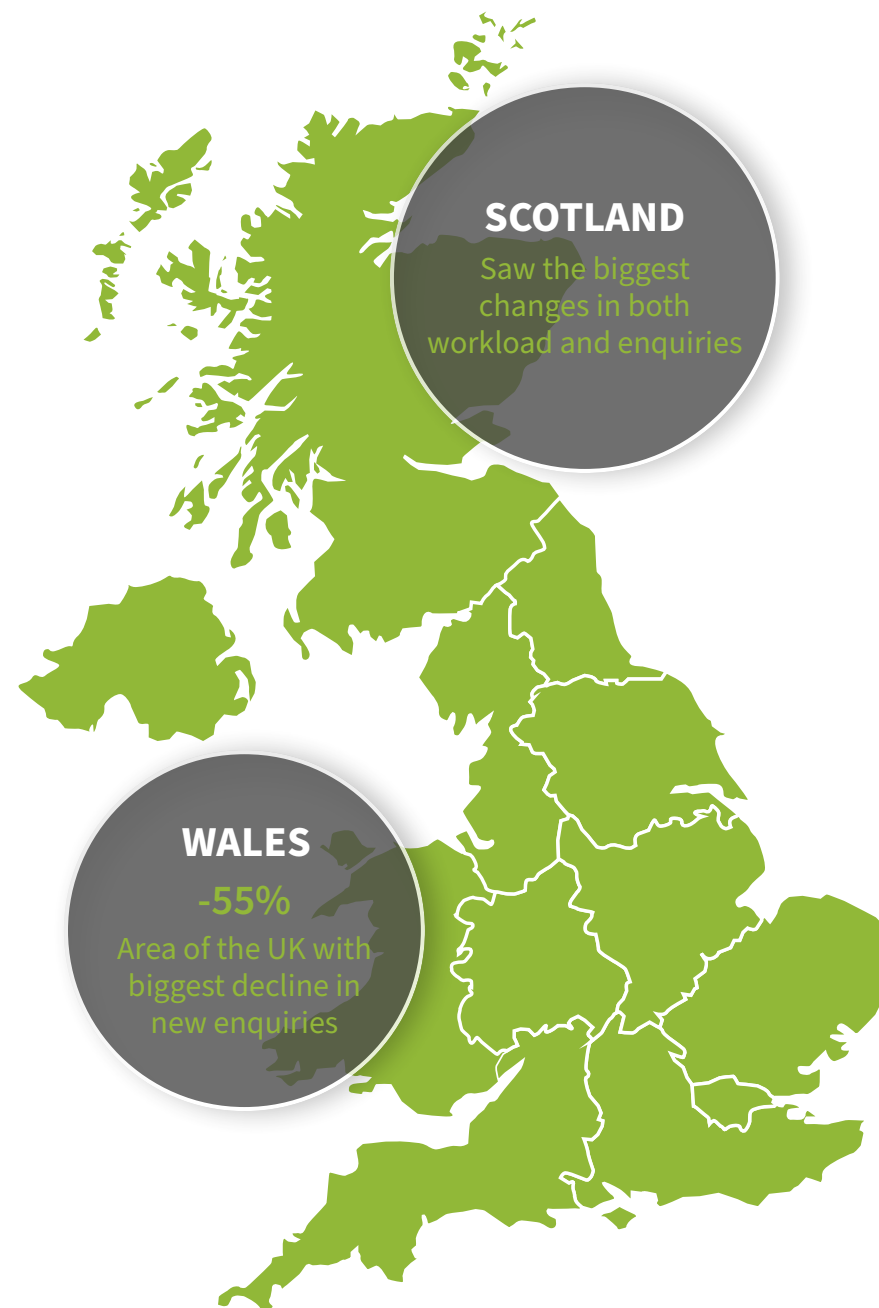 SCOTLAND
Saw the biggest
changes in both
workload and enquiries
WALES
-55%
Area of the UK with
biggest decline in
new enquiries